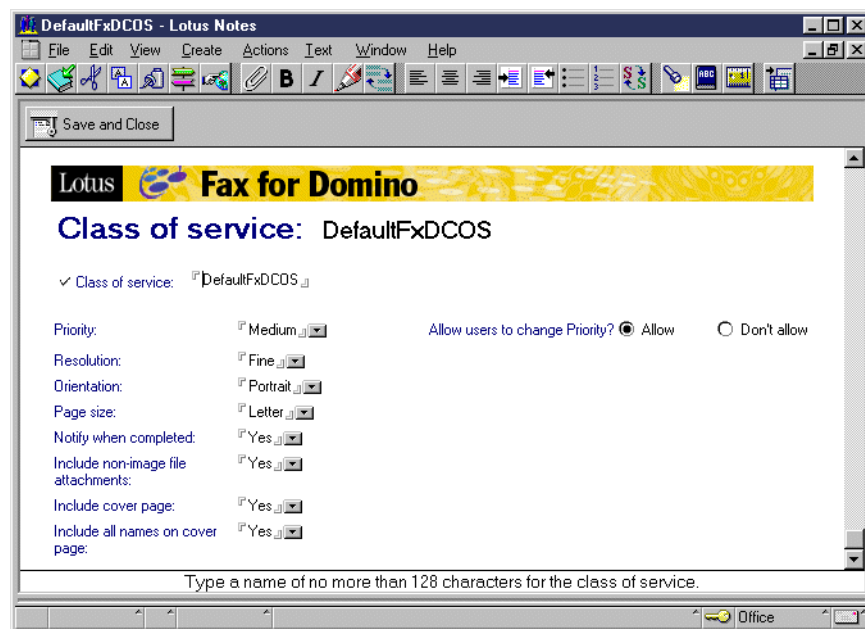 DefaultFxDCOS - Lotus Notes
File Edit View Create Actions Text Window Help
B I ABC
Save and Close
Lotus Fax for Domino
Class of service: DefaultFxDCOS
Class of service: DefaultFxDCOS
Priority: Medium Allow users to change Priority? Allow Don't allow
Resolution: Fine
Orientation: Portrait
Page size: Letter
Notify when completed: Yes
Include non-image file Yes
attachments:
Include cover page: Yes
Include all names on cover Yes
page:
Type a name of no more than 128 characters for the class of service.
Office